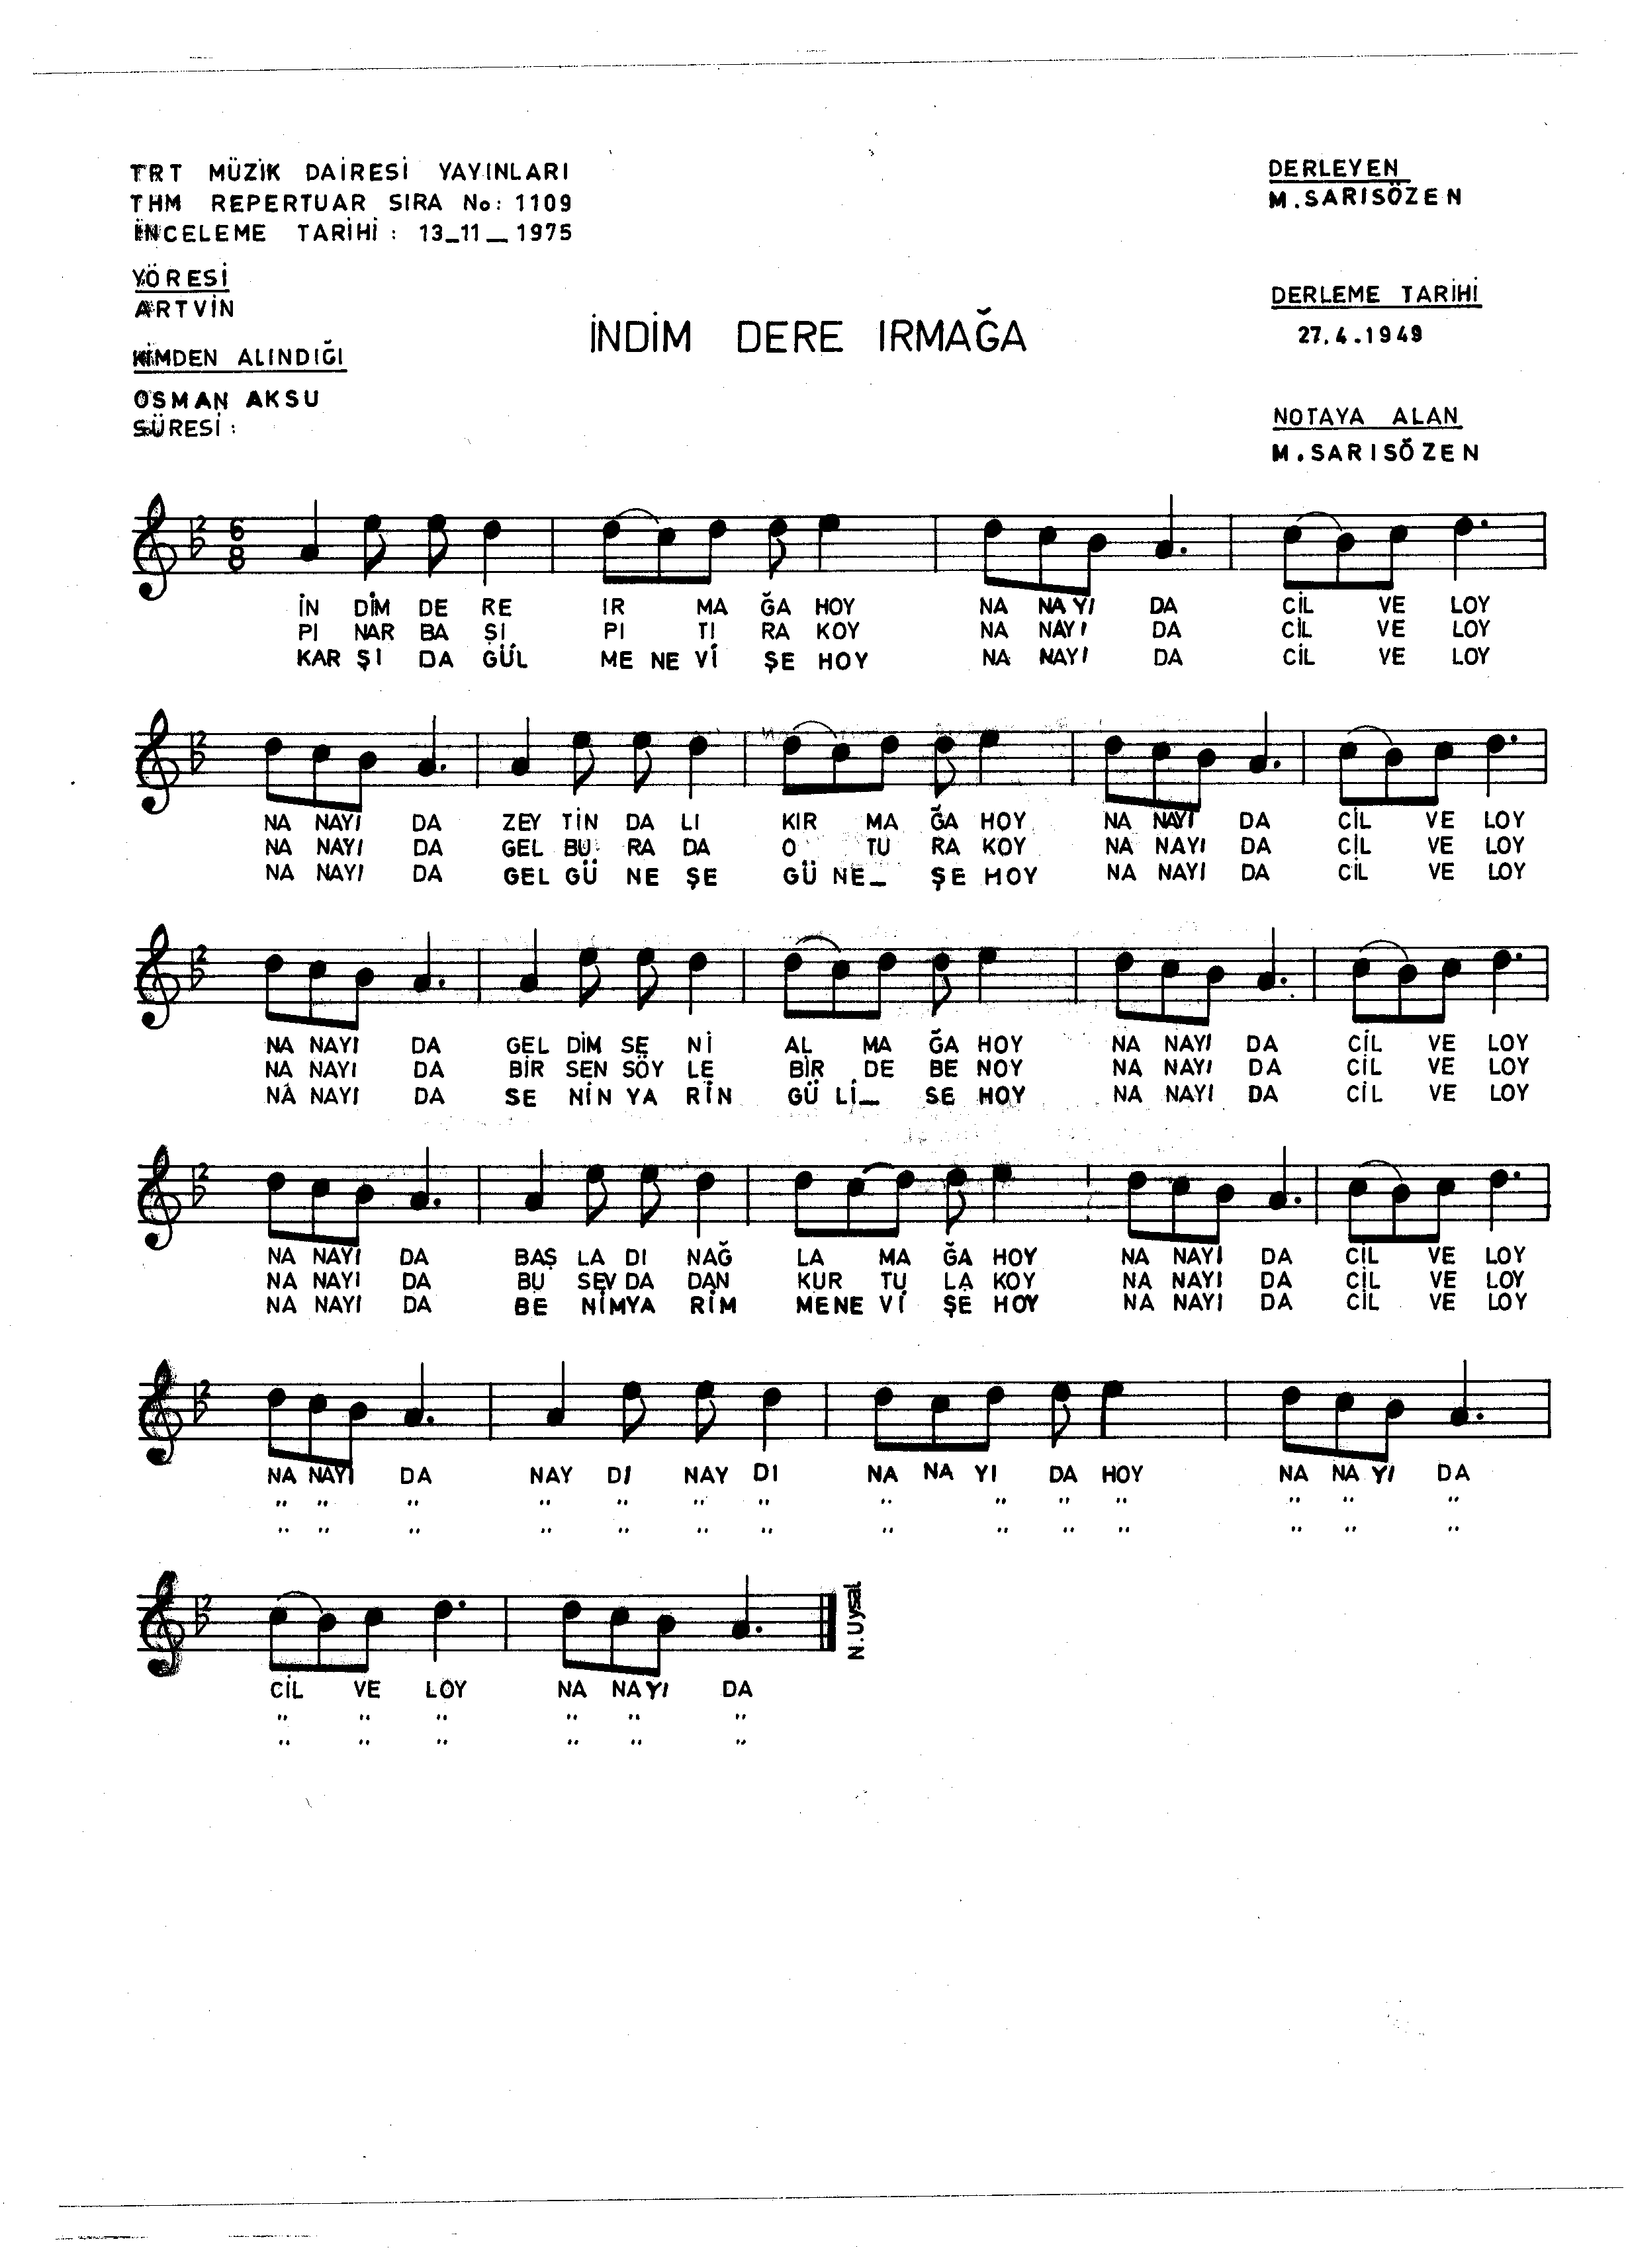 TRT MÜZİK DAİRESİ YAYINLARI
THM REPERTUAR SIRA No: 1109
İNCELEME TARİHİ : 13_11_1975
YÖRESİ
ARTVİN
KİMDEN ALINDIĞI
OSMAN AKSU
SÜRESİ :
DERLEYEN
M.SARISÖZEN
DERLEME TARİHİ
27.4.1949
NOTAYA ALAN
M.SARISÖZEN
İNDİM DERE IRMAĞA
6
8
İN DİM DE RE IR MA ĞA HOY NA NA YI DA CİL VE LOY
PI NAR BA ŞI PI TI RA KOY NA NAYI DA CİL VE LOY
KAR ŞI DA GÜL ME NE Vİ ŞE HOY NA NAYI DA CİL VE LOY
NA NAYI DA ZEY TİN DA LI KIR MA ĞA HOY NA NAYI DA CİL VE LOY
NA NAYI DA GEL BU RA DA O TU RA KOY NA NAYI DA CİL VE LOY
NA NAYI DA GEL GÜ NE ŞE GÜ NE_ ŞE HOY NA NAYI DA CİL VE LOY
NA NAYI DA GEL DİM SE Nİ AL MA ĞA HOY NA NAYI DA CİL VE LOY
NA NAYI DA BİR SEN SÖY LE BİR DE BE NOY NA NAYI DA CİL VE LOY
NA NAYI DA SE NİN YA RİN GÜ Lİ_ SE HOY NA NAYI DA CİL VE LOY
NA NAYI DA BAŞ LA DI NAĞ LA MA ĞA HOY NA NAYI DA CİL VE LOY
NA NAYI DA BU SEV DA DAN KUR TU LA KOY NA NAYI DA CİL VE LOY
NA NAYI DA BE NİM YA RİM MENE Vİ ŞE HOY NA NAYI DA CİL VE LOY
NA NAYI DA NAY DI NAY DI NA NA YI DA HOY NA NA YI DA
" " " " " " " " " " " " " "
" " " " " " " " " " " " " "
CİL VE LOY NA NA YI DA
" " " " " "
" " " " " "
N.Uysal